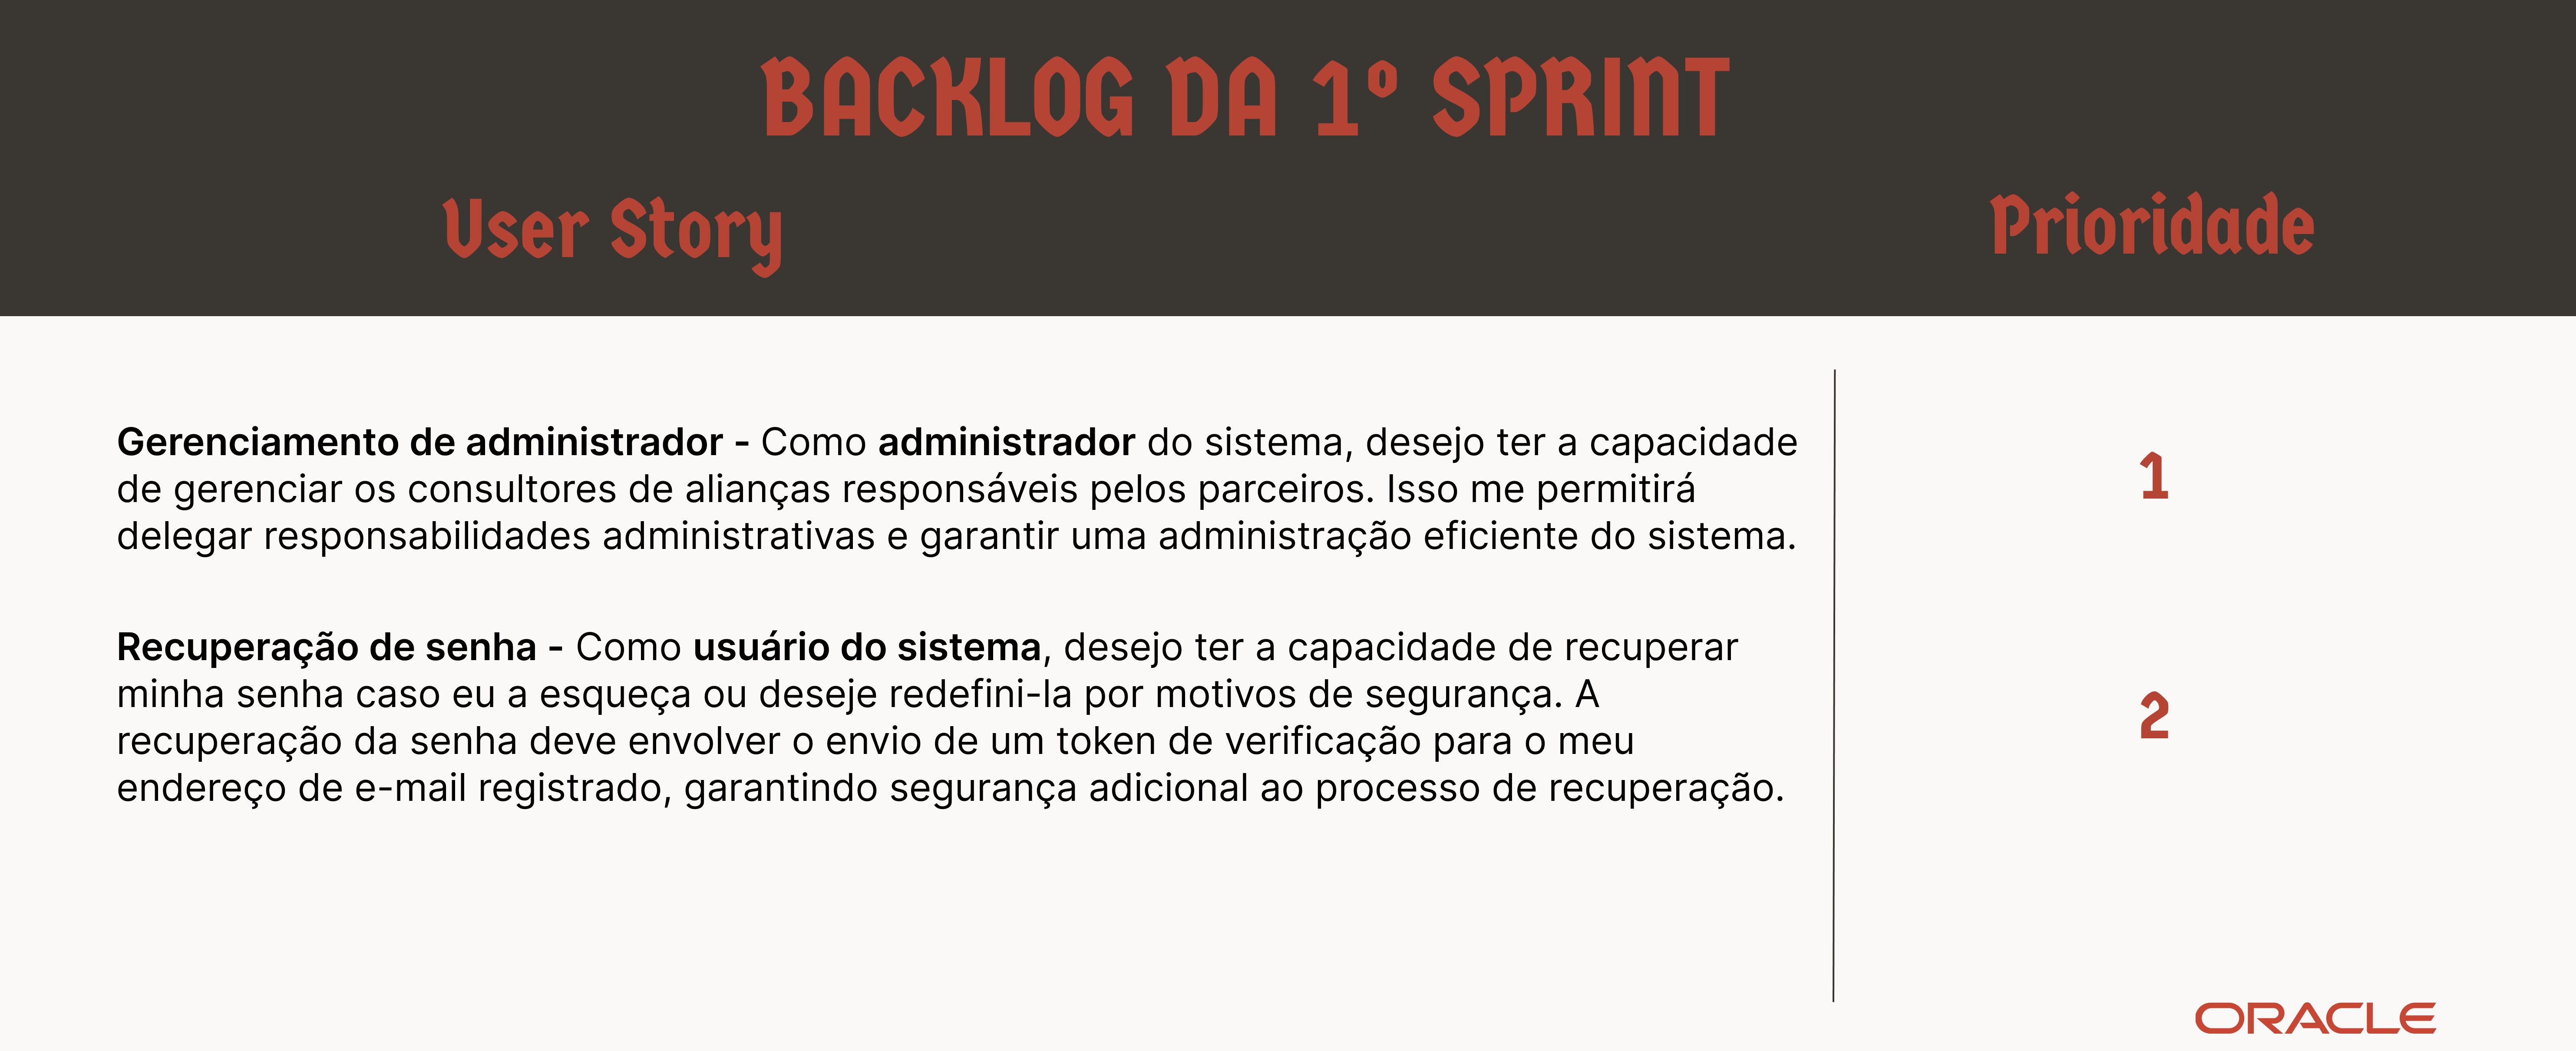 BACKLOG DA 1º SPRINT
User Story
Prioridade
Gerenciamento de administrador - Como administrador do sistema, desejo ter a capacidade
de gerenciar os consultores de alianças responsáveis pelos parceiros. Isso me permitirá
delegar responsabilidades administrativas e garantir uma administração eficiente do sistema.
1
Recuperação de senha - Como usuário do sistema, desejo ter a capacidade de recuperar
minha senha caso eu a esqueça ou deseje redefini-la por motivos de segurança. A
recuperação da senha deve envolver o envio de um token de verificação para o meu
endereço de e-mail registrado, garantindo segurança adicional ao processo de recuperação.
2
ORACLE